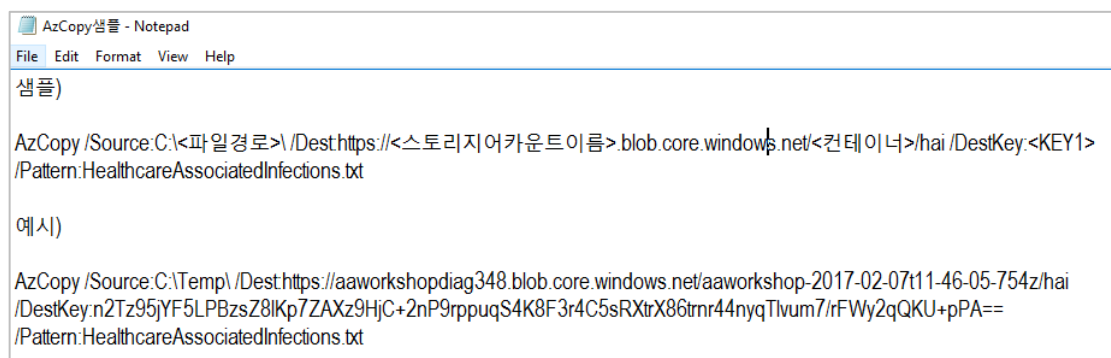 AzCopy샘플 - Notepad
File Edit Format View Help
샘플)
AzCopy /Source:C:\<파일경로>\ /Dest:https://<스토리지어카운트이름>.blob.core.windows.net/<컨테이너>/hai /DestKey:<KEY1>
/Pattern:HealthcareAssociatedInfections.txt
예시)
AzCopy /Source:C:\Temp\ /Dest:https://aaworkshopdiag348.blob.core.windows.net/aaworkshop-2017-02-07t11-46-05-754z/hai
/DestKey:n2Tz95jYF5LPBzsZ8lKp7ZAXz9HjC+2nP9rppuqS4K8F3r4C5sRXtrX86trnr44nyqTlvum7/rFWy2qQKU+pPA==
/Pattern:HealthcareAssociatedInfections.txt